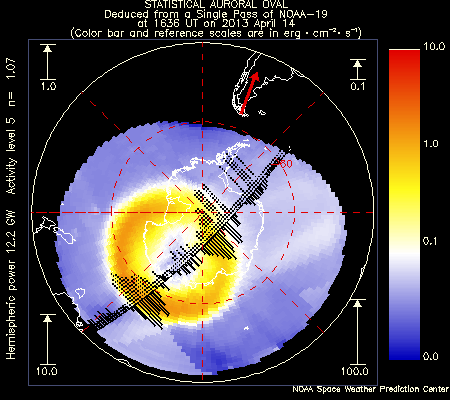 STATISTICAL AURORAL OVAL
Deduced from a Single Pass of NOAA-19
at 1636 UT on 2013 April 14
(Color bar and reference scales are in erg · cm⁻² · s⁻¹)
1.0
0.1
10.0
1.0
0.1
0.0
-60
10.0
100.0
Hemispheric power 12.2 GW Activity level 5 n= 1.07
NOAA Space Weather Prediction Center